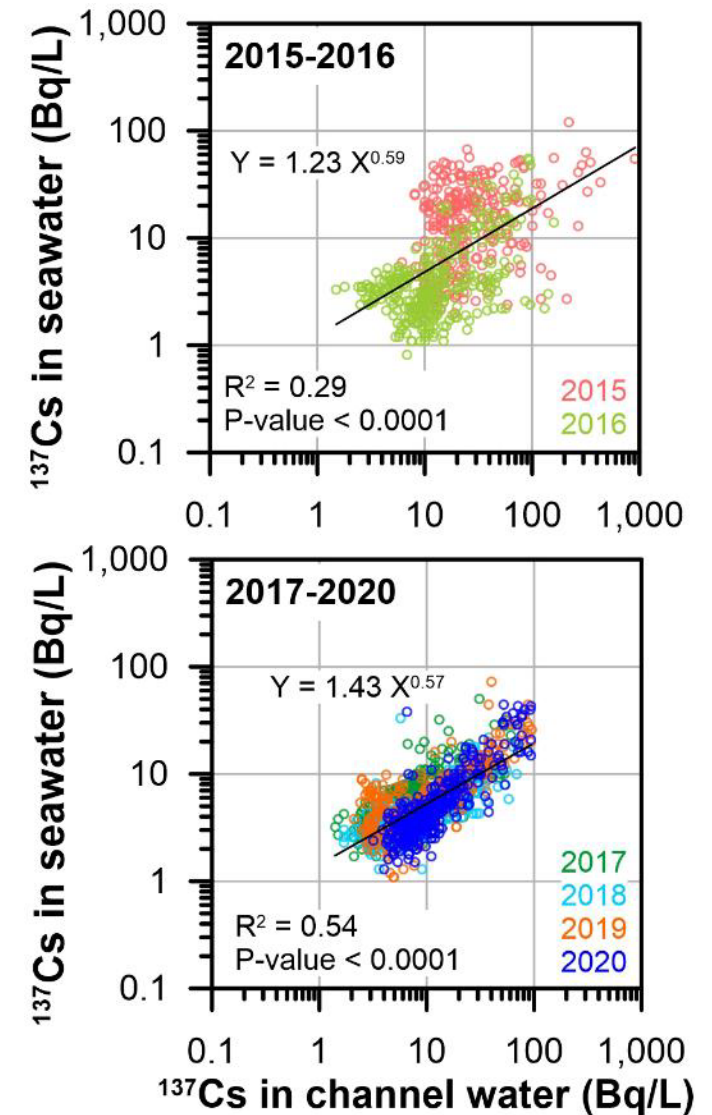 1,000
100
10
1
0.1
¹³⁷Cs in seawater (Bq/L)
2015-2016
Y = 1.23 X⁰·⁵⁹
R² = 0.29
P-value < 0.0001
2015
2016
0.1 1 10 100 1,000
1,000
100
10
1
0.1
¹³⁷Cs in seawater (Bq/L)
2017-2020
Y = 1.43 X⁰·⁵⁷
R² = 0.54
P-value < 0.0001
2017
2018
2019
2020
0.1 1 10 100 1,000
¹³⁷Cs in channel water (Bq/L)